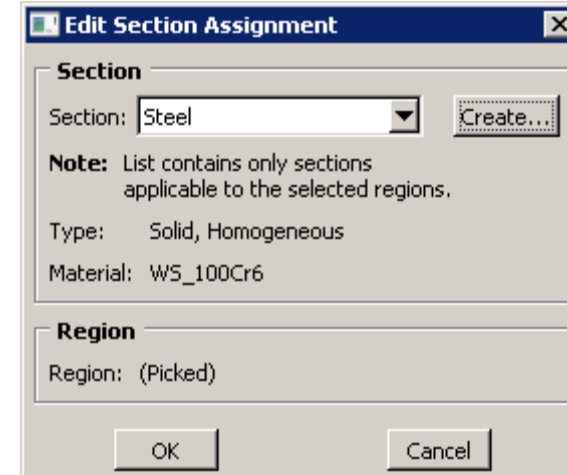 Edit Section Assignment
Section
Section: Steel Create...
Note: List contains only sections
applicable to the selected regions.
Type: Solid, Homogeneous
Material: WS_100Cr6
Region
Region: (Picked)
OK Cancel